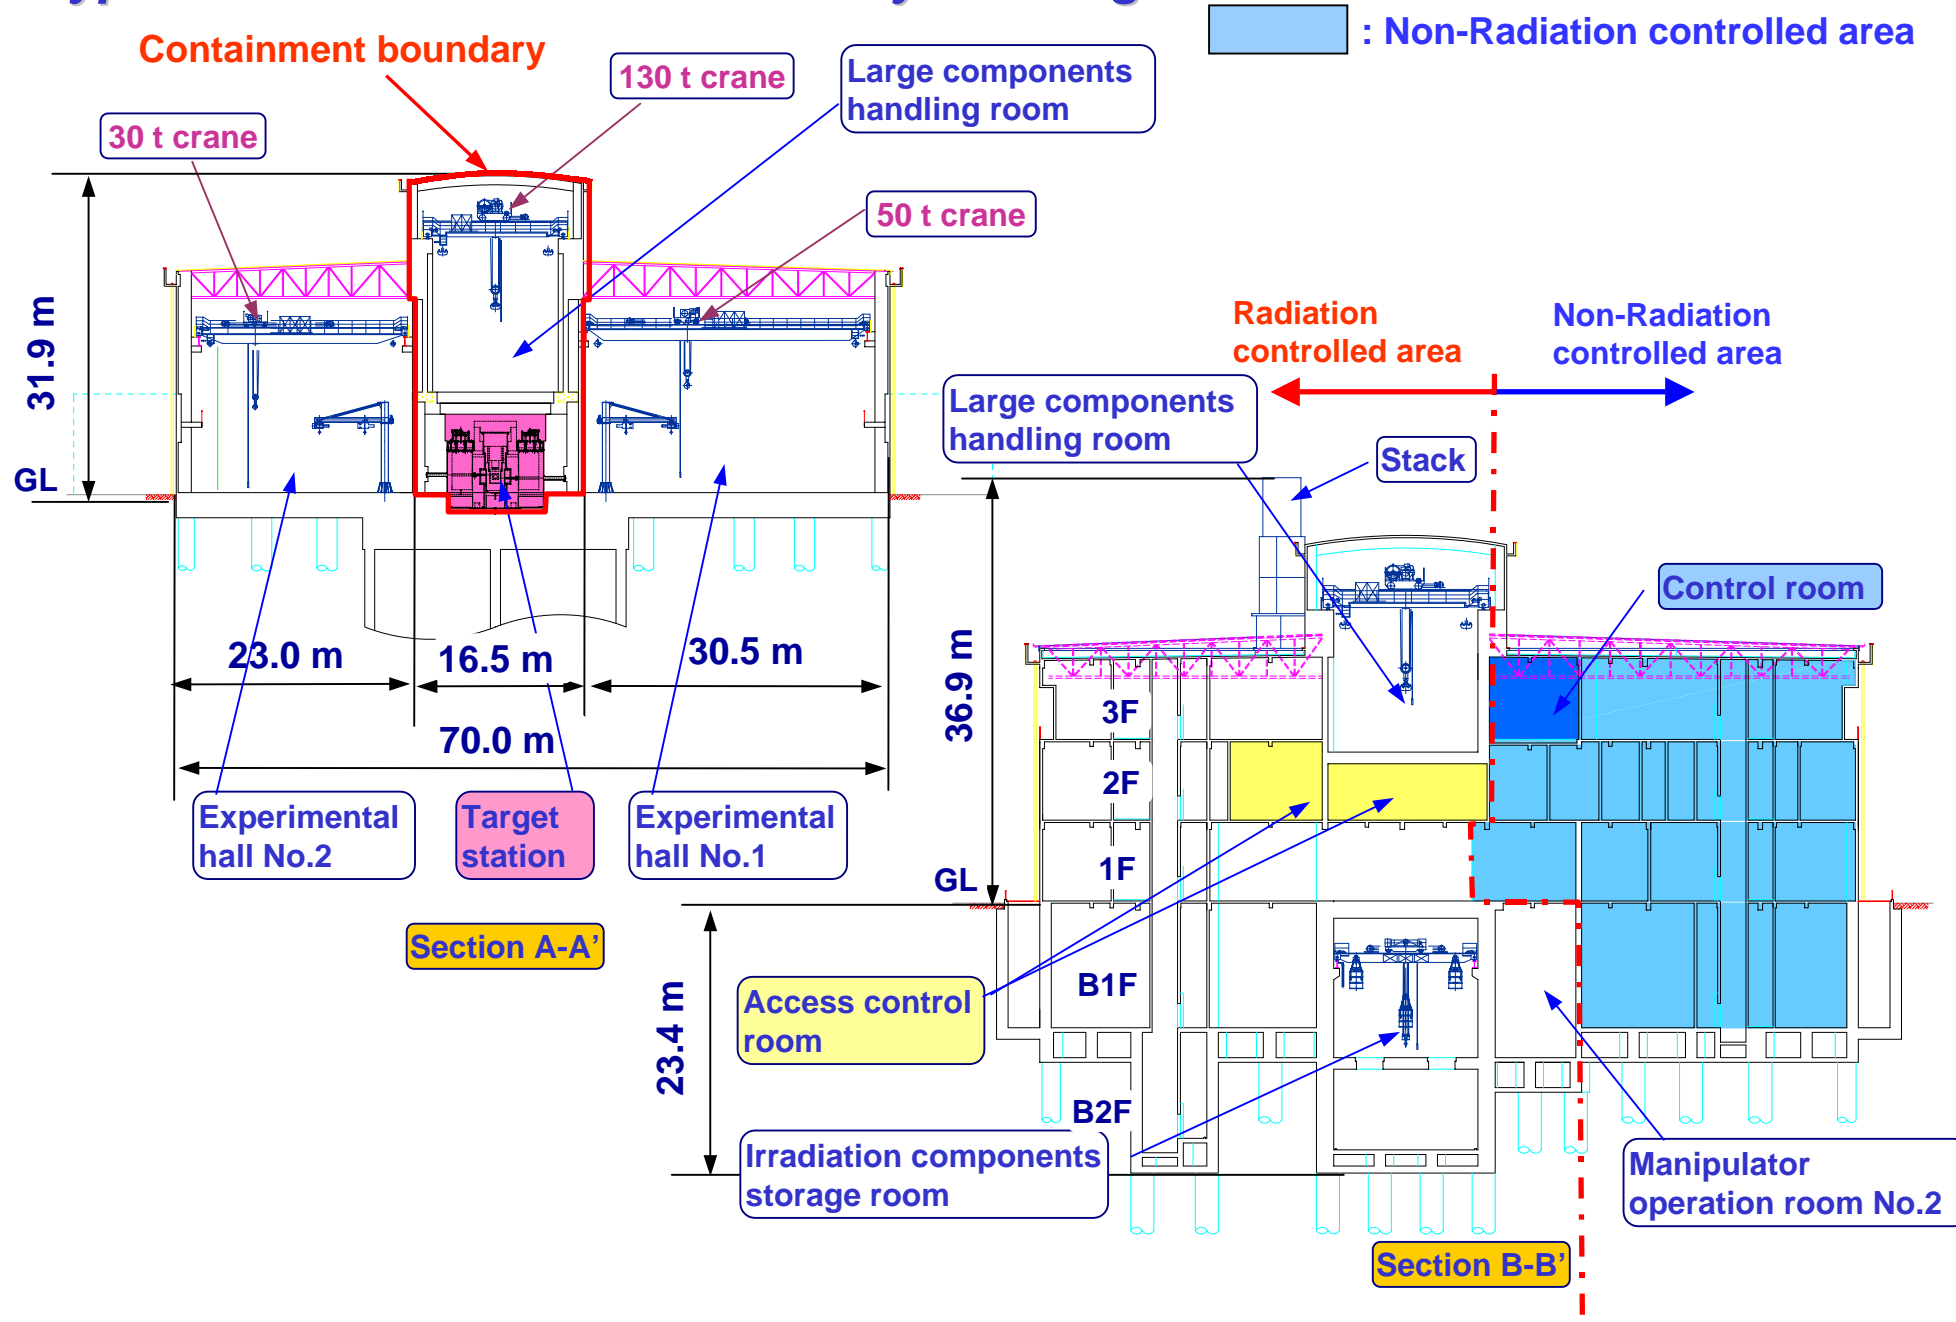 : Non-Radiation controlled area
Containment boundary
130 t crane
Large components
handling room
30 t crane
50 t crane
31.9 m
GL
23.0 m
16.5 m
30.5 m
70.0 m
Experimental
hall No.2
Target
station
Experimental
hall No.1
Section A-A’
Radiation
controlled area
Non-Radiation
controlled area
Large components
handling room
Stack
Control room
36.9 m
3F
2F
1F
GL
B1F
B2F
23.4 m
Access control
room
Irradiation components
storage room
Manipulator
operation room No.2
Section B-B’